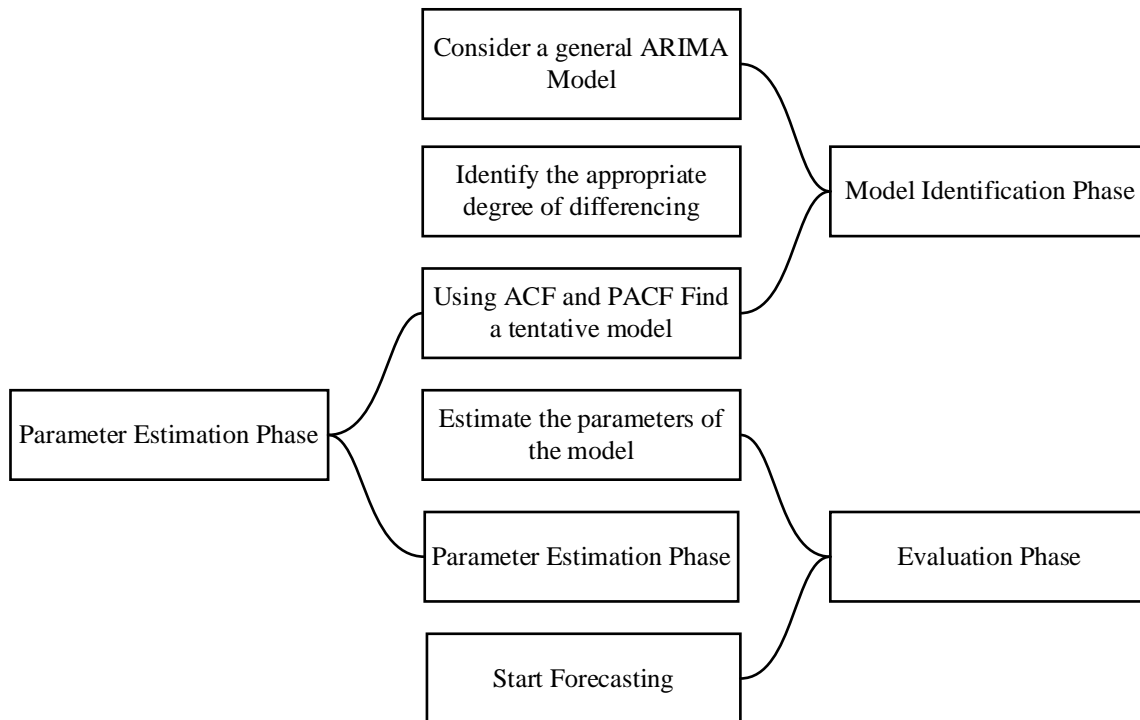 Consider a general ARIMA
Model
Identify the appropriate
degree of differencing
Model Identification Phase
Using ACF and PACF Find
a tentative model
Parameter Estimation Phase
Estimate the parameters of
the model
Parameter Estimation Phase
Evaluation Phase
Start Forecasting